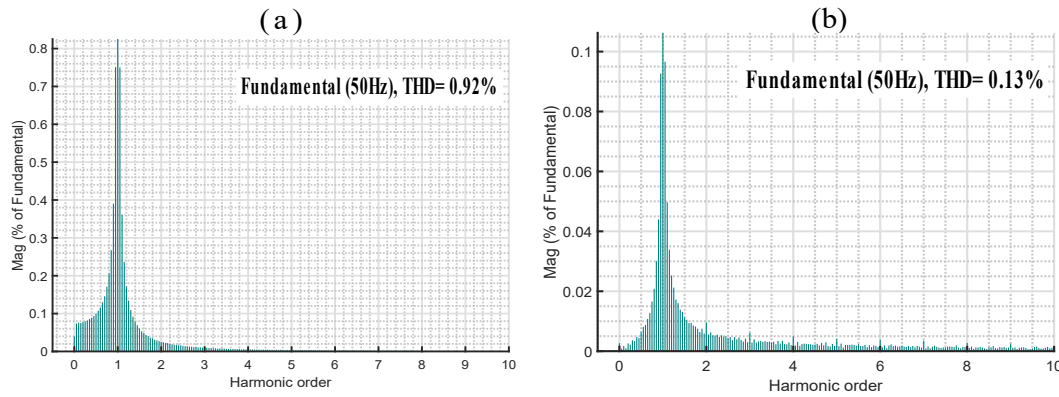 (a)
0.8
0.7
0.6
0.5
0.4
0.3
0.2
0.1
0
Mag (% of Fundamental)
Fundamental (50Hz), THD= 0.92%
0 1 2 3 4 5 6 7 8 9 10
Harmonic order
(b)
0.1
0.08
0.06
0.04
0.02
0
Mag (% of Fundamental)
Fundamental (50Hz), THD= 0.13%
0 2 4 6 8 10
Harmonic order